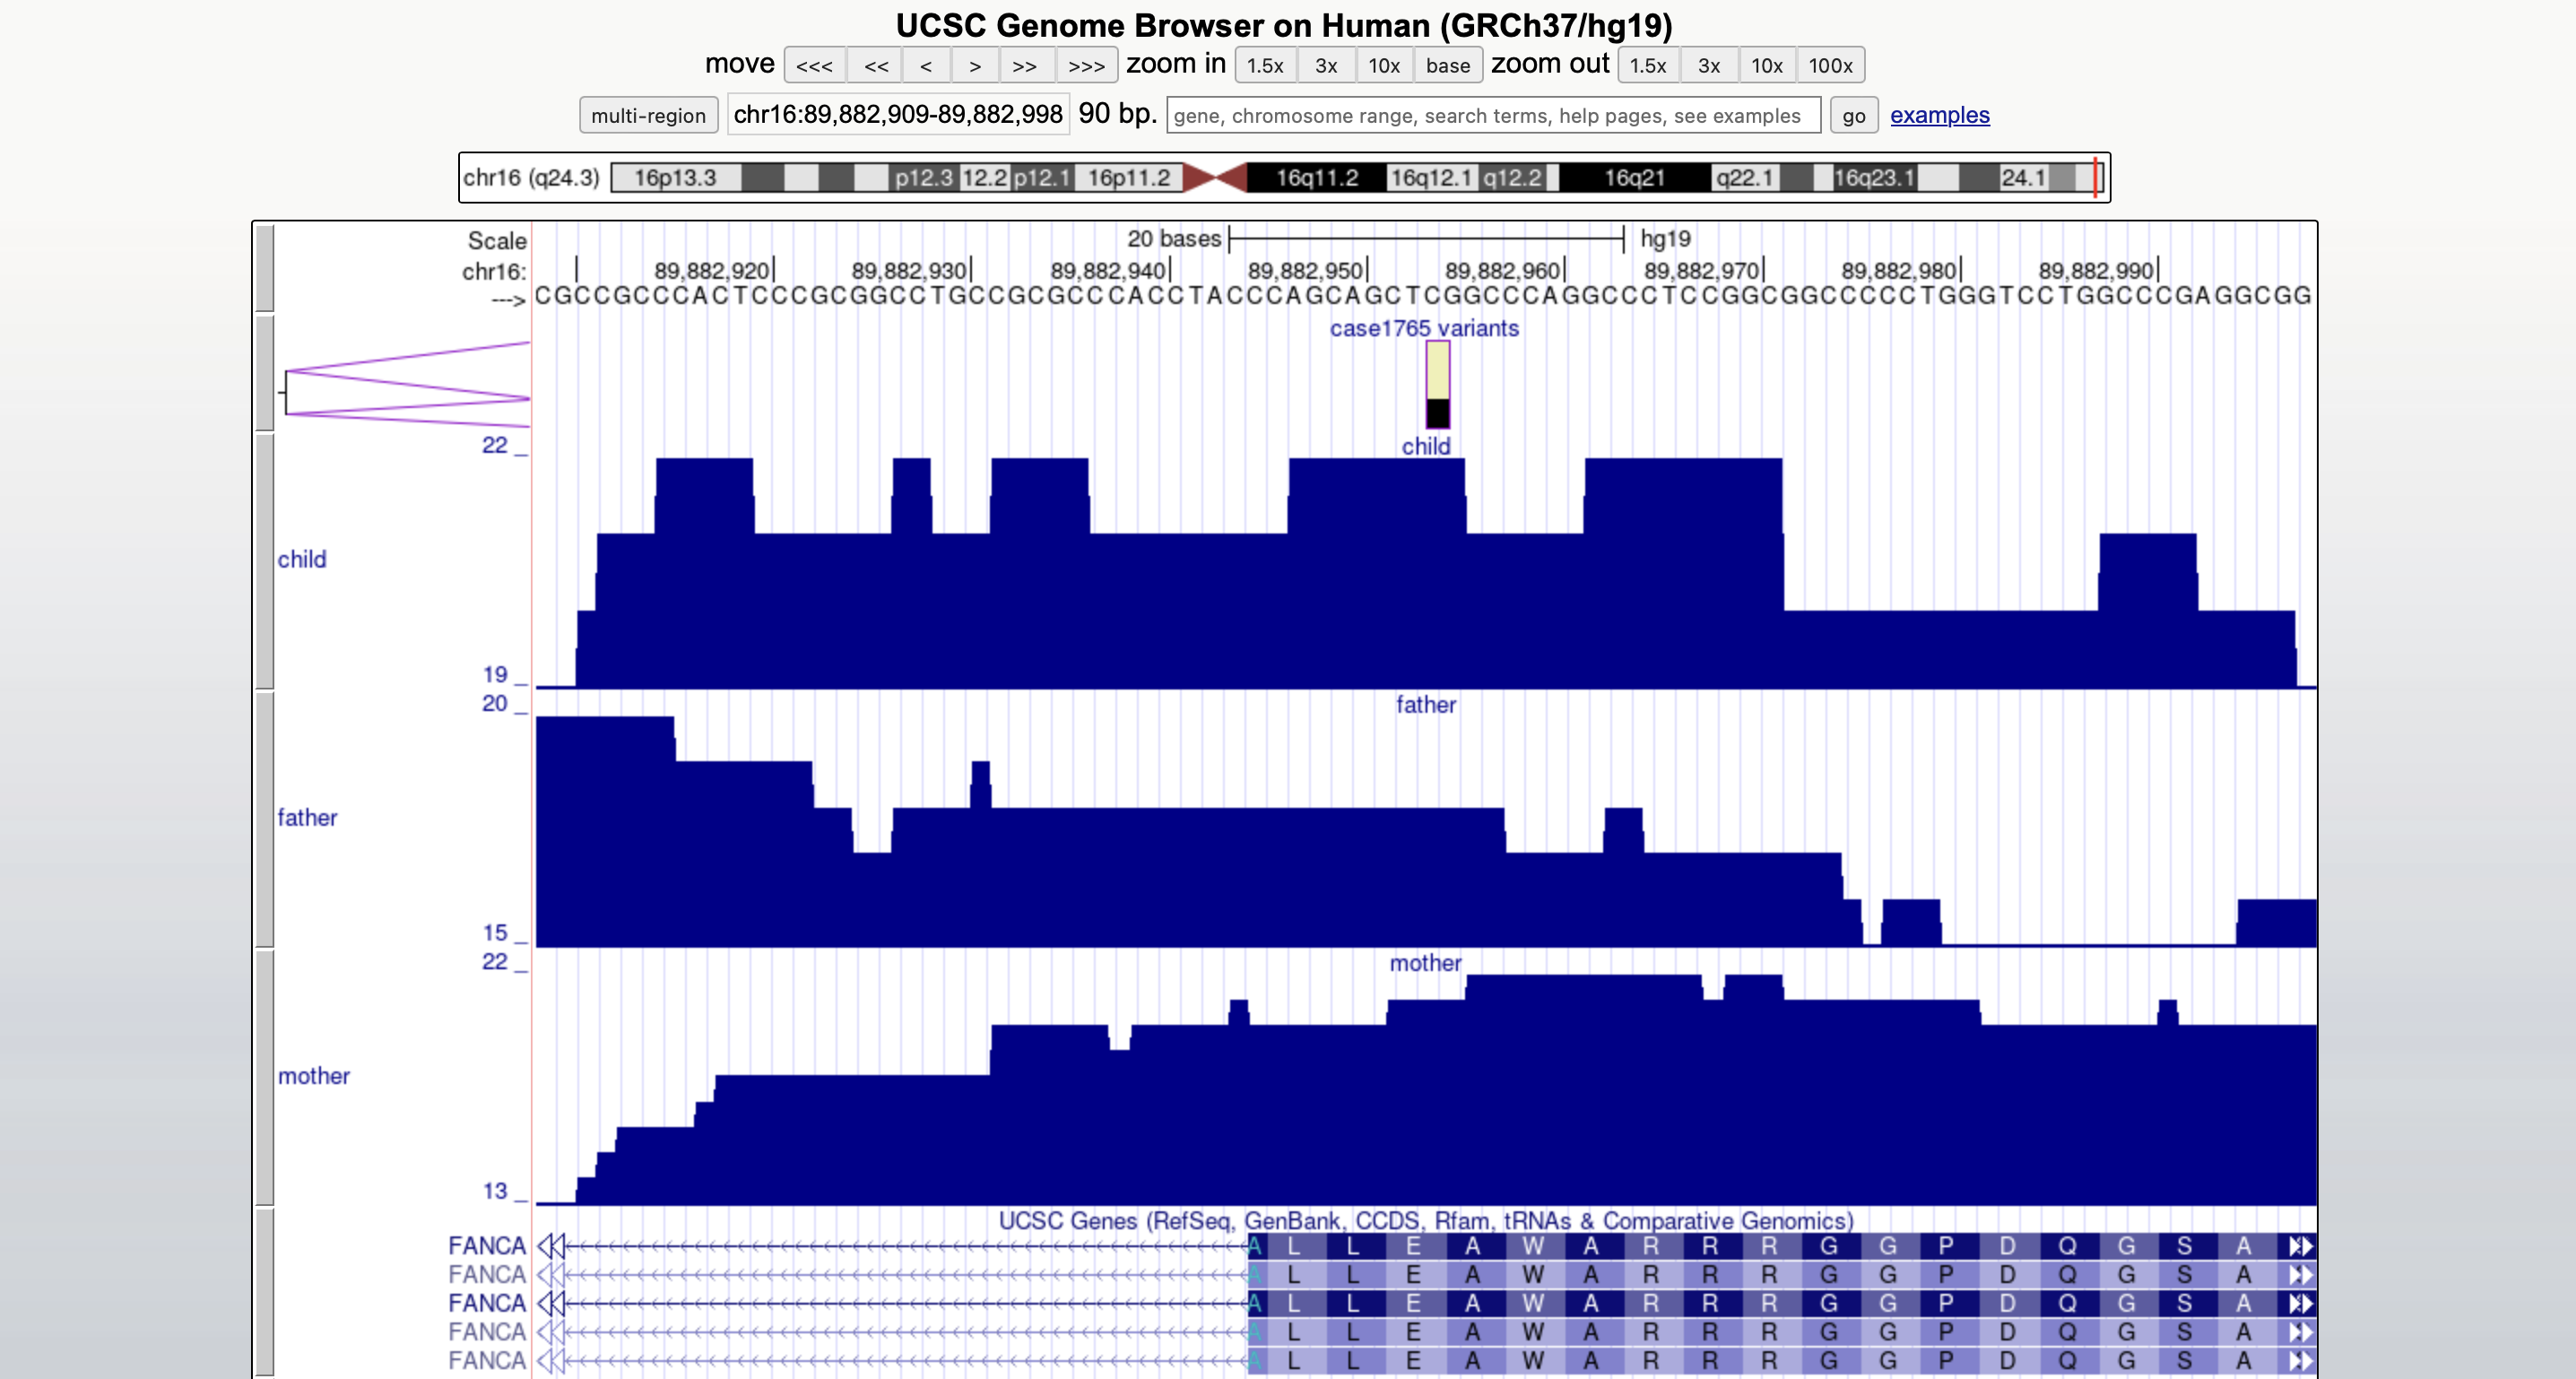 UCSC Genome Browser on Human (GRCh37/hg19)
move <<< << < > >> >>> zoom in 1.5x 3x 10x base zoom out 1.5x 3x 10x 100x
multi-region chr16:89,882,909-89,882,998 90 bp. gene, chromosome range, search terms, help pages, see examples go examples
chr16 (q24.3) 16p13.3 p12.3 12.2 p12.1 16p11.2 16q11.2 16q12.1 q12.2 16q21 q22.1 16q23.1 24.1
Scale 20 bases hg19
chr16: 89,882,920 89,882,930 89,882,940 89,882,950 89,882,960 89,882,970 89,882,980 89,882,990
---> CGCCGCCCACTCCCGCGGCCTGCCGCGCCCACCTACCCAGCAGCTCGGCCCAGGCCCTCCGGCGGCCCCCTGGGTCCTGGCCCGAGGCGG
case1765 variants
22 _ child
child
19 _
20 _ father
father
15 _
22 _ mother
mother
13 _
UCSC Genes (RefSeq, GenBank, CCDS, Rfam, tRNAs & Comparative Genomics)
FANCA A L L E A W A R R R G G P D Q G S A
FANCA A L L E A W A R R R G G P D Q G S A
FANCA A L L E A W A R R R G G P D Q G S A
FANCA A L L E A W A R R R G G P D Q G S A
FANCA A L L E A W A R R R G G P D Q G S A